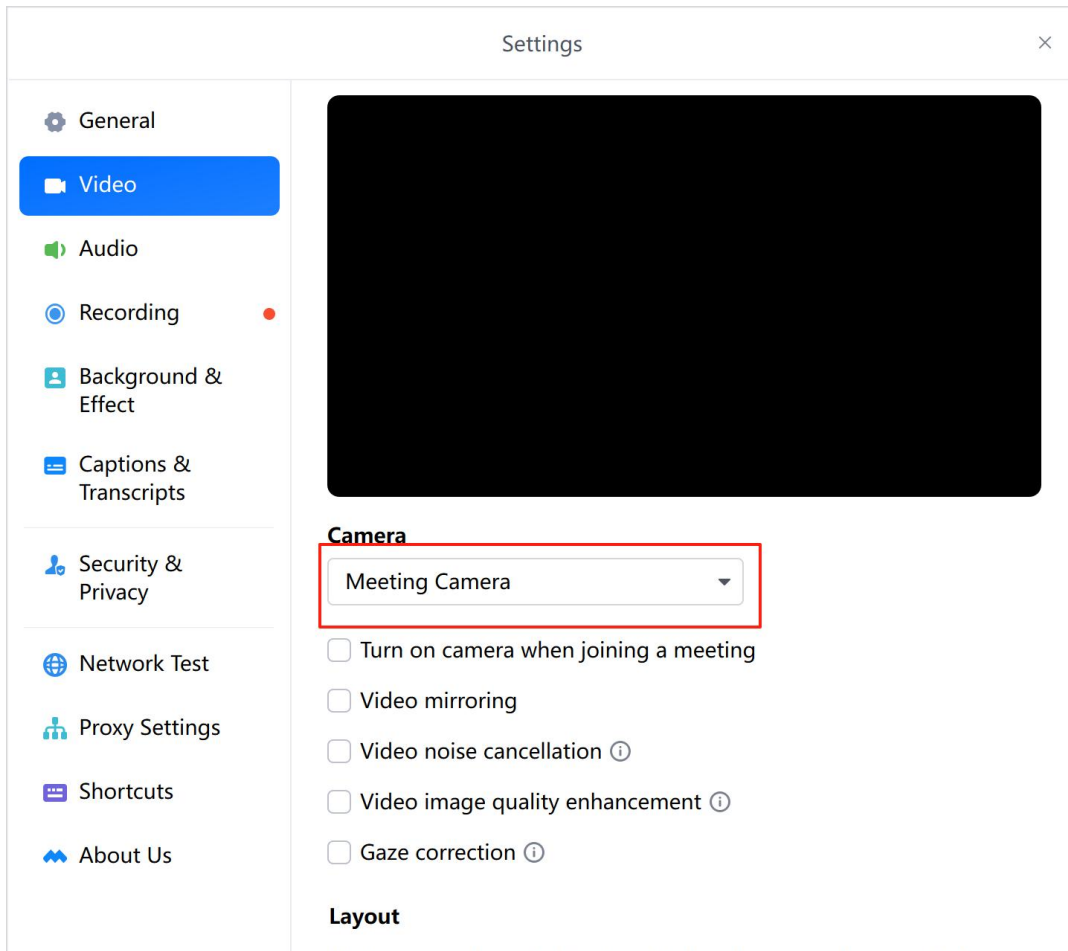 Settings
General
Video
Audio
Recording
Background &
Effect
Captions &
Transcripts
Security &
Privacy
Network Test
Proxy Settings
Shortcuts
About Us
Camera
Meeting Camera
Turn on camera when joining a meeting
Video mirroring
Video noise cancellation
Video image quality enhancement
Gaze correction
Layout